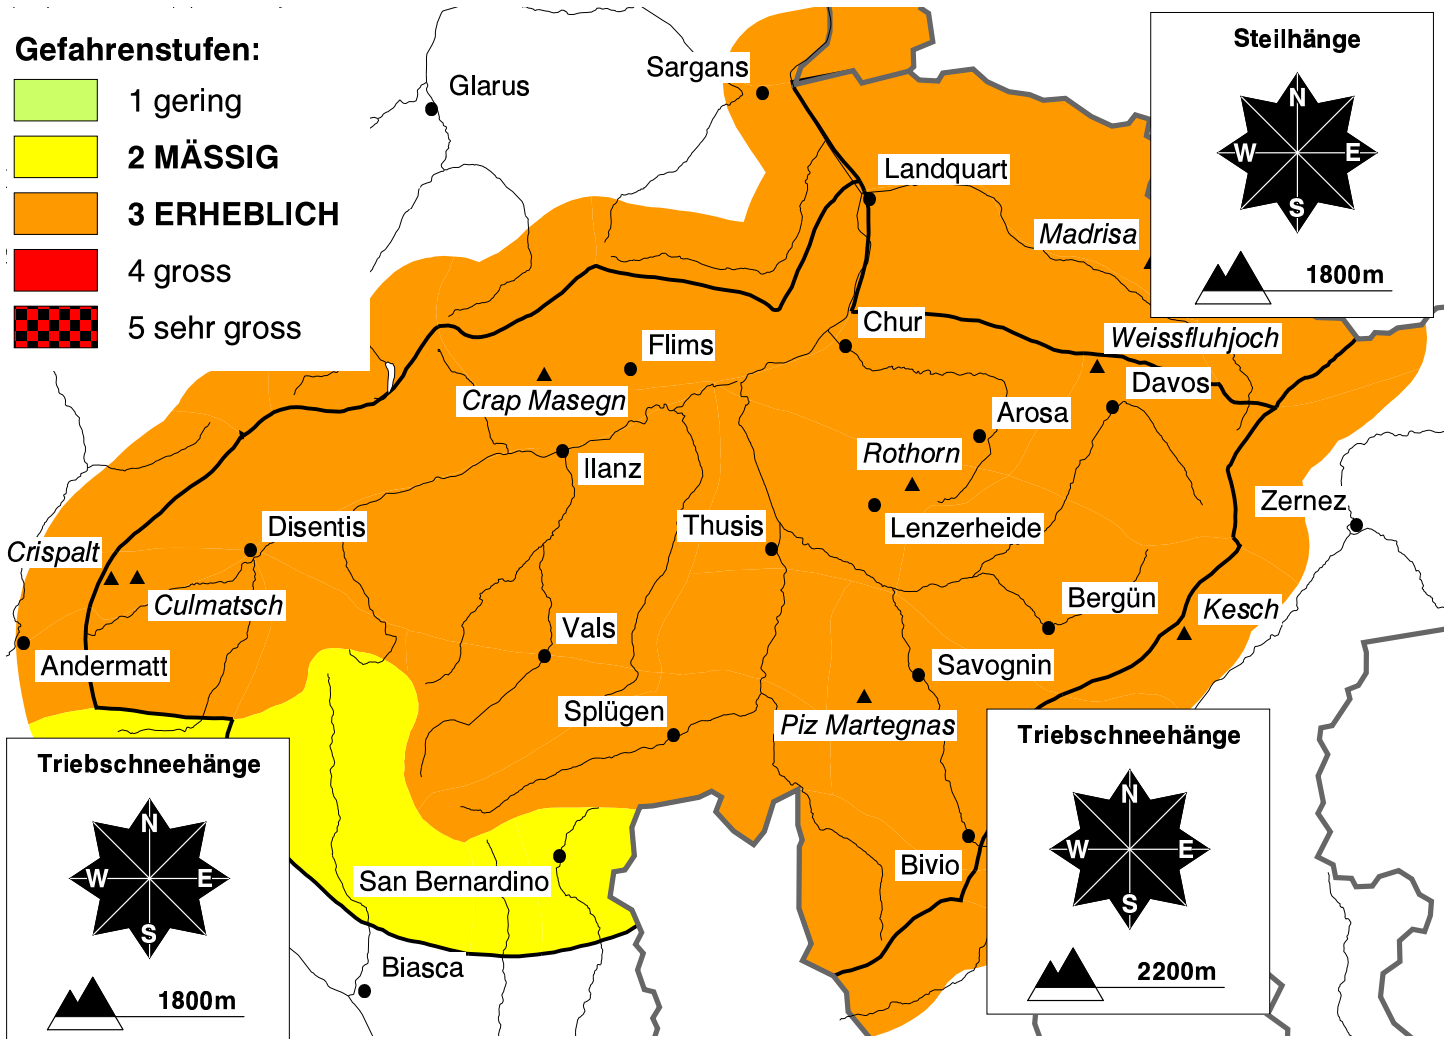 Gefahrenstufen:
1 gering
2 MÄSSIG
3 ERHEBLICH
4 gross
5 sehr gross
Glarus
Sargans
Landquart
Madrisa
Steilhänge
N
W E
S
1800m
Chur
Weissfluhjoch
Flims
Davos
Crap Masegn
Arosa
Rothorn
Ilanz
Zernez
Disentis
Thusis
Lenzerheide
Crispalt
Culmatsch
Bergün
Kesch
Vals
Andermatt
Savognin
Splügen
Piz Martegnas
Triebschneehänge
N
W E
S
1800m
Triebschneehänge
N
W E
S
2200m
Bivio
San Bernardino
Biasca